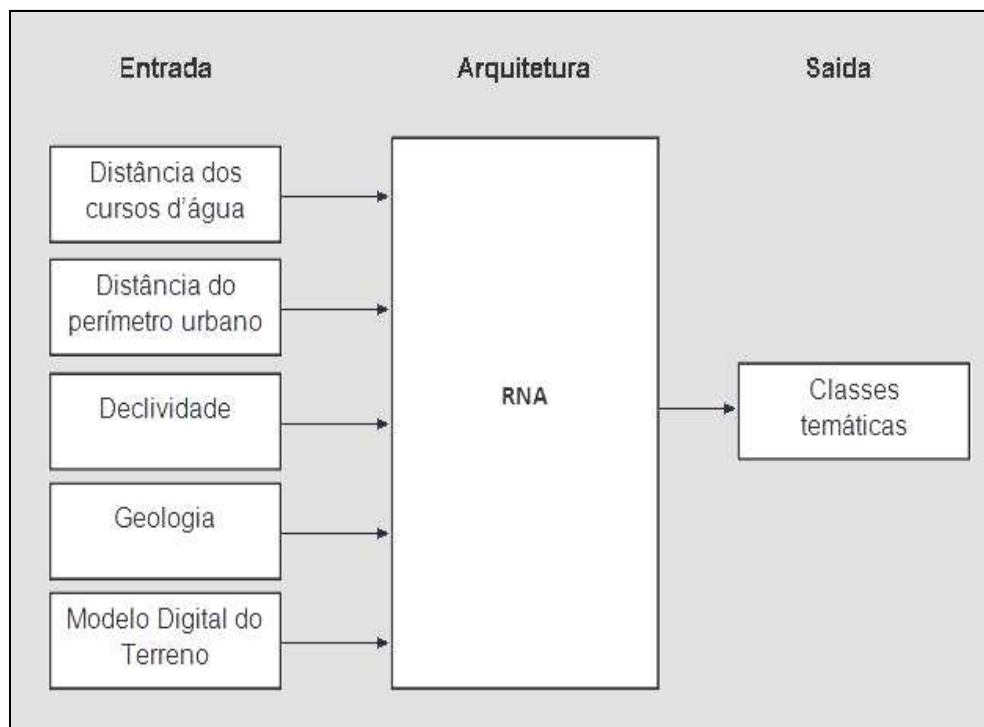 Entrada
Arquitetura
Saida
Distância dos
cursos d'água
Distância do
perímetro urbano
Declividade
Geologia
Modelo Digital do
Terreno
RNA
Classes
temáticas